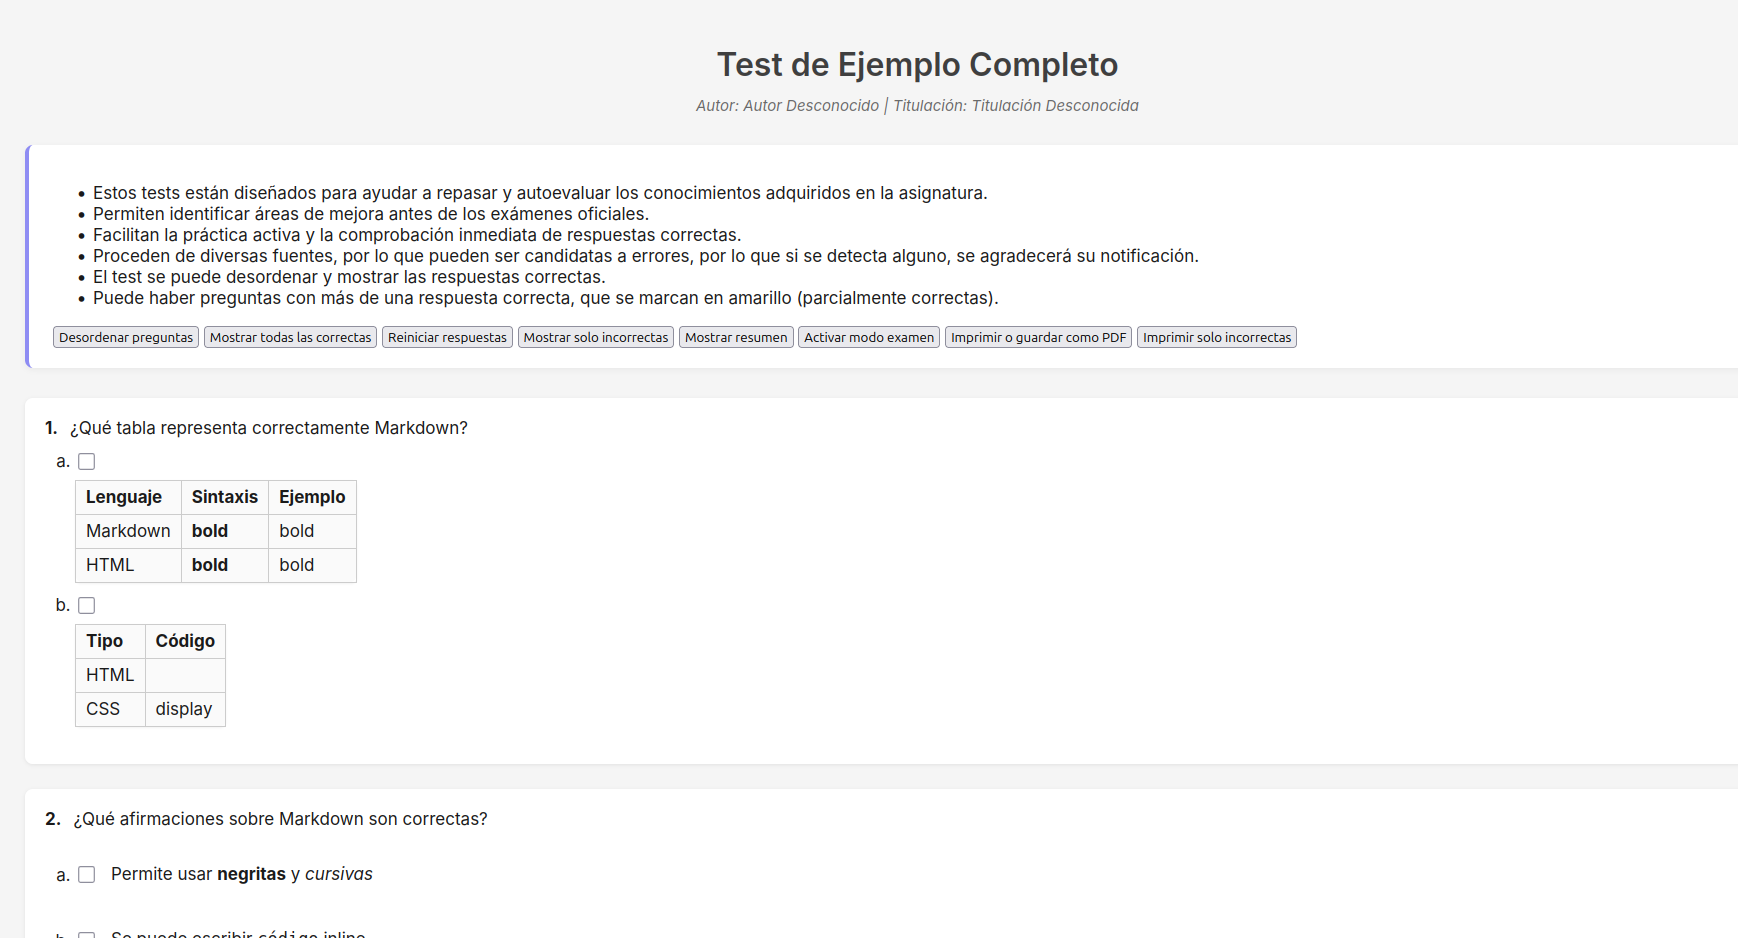 Test de Ejemplo Completo
Autor: Autor Desconocido | Titulación: Titulación Desconocida
• Estos tests están diseñados para ayudar a repasar y autoevaluar los conocimientos adquiridos en la asignatura.
• Permiten identificar áreas de mejora antes de los exámenes oficiales.
• Facilitan la práctica activa y la comprobación inmediata de respuestas correctas.
• Proceden de diversas fuentes, por lo que pueden ser candidatas a errores, por lo que si se detecta alguno, se agradecerá su notificación.
• El test se puede desordenar y mostrar las respuestas correctas.
• Puede haber preguntas con más de una respuesta correcta, que se marcan en amarillo (parcialmente correctas).
Desordenar preguntas Mostrar todas las correctas Reiniciar respuestas Mostrar solo incorrectas Mostrar resumen Activar modo examen Imprimir o guardar como PDF Imprimir solo incorrectas
1. ¿Qué tabla representa correctamente Markdown?
a.
Lenguaje Sintaxis Ejemplo
Markdown bold bold
HTML bold bold
b.
Tipo Código
HTML
CSS display
2. ¿Qué afirmaciones sobre Markdown son correctas?
a. Permite usar negritas y cursivas
b. Se puede escribir código inline